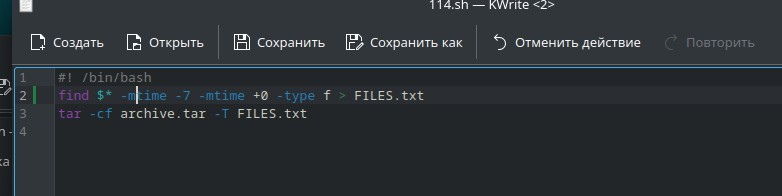 114.sh — KWrite <2>
Создать Открыть Сохранить Сохранить как Отменить действие Повторить
1 #! /bin/bash
2 find $* -mtime -7 -mtime +0 -type f > FILES.txt
3 tar -cf archive.tar -T FILES.txt
4